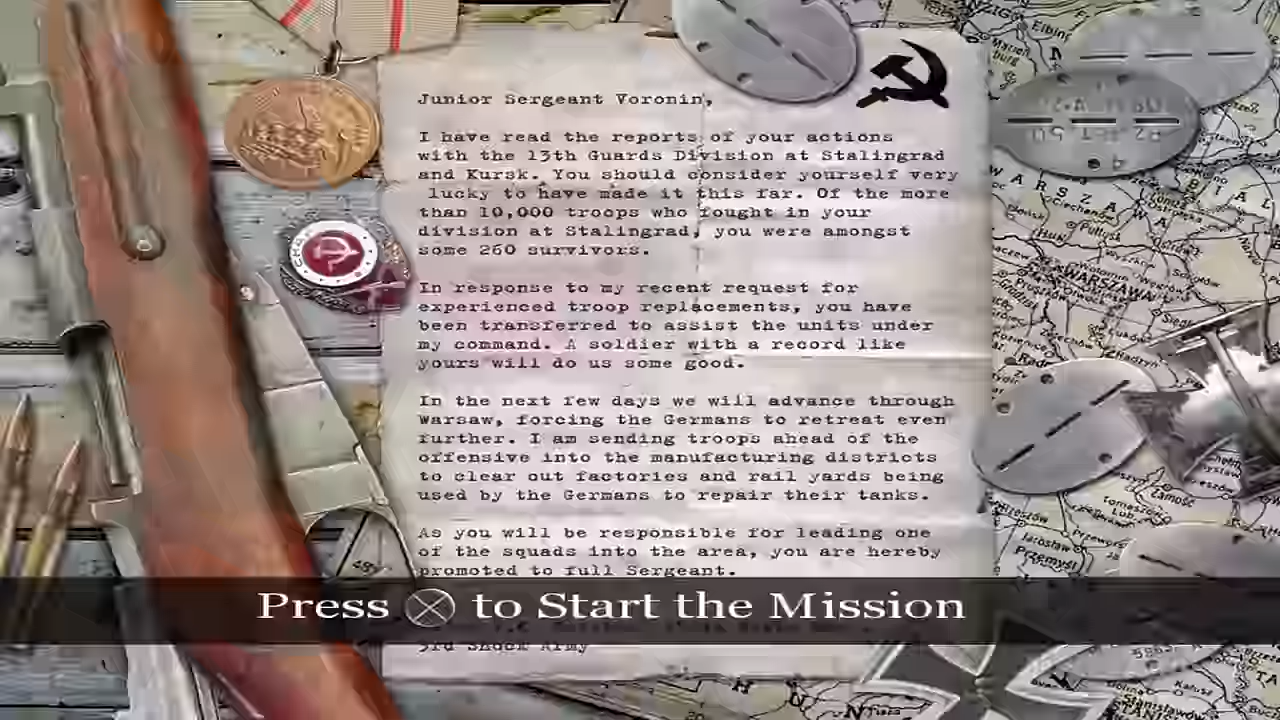 Junior Sergeant Voronin,
I have read the reports of your actions
with the 13th Guards Division at Stalingrad
and Kursk. You should consider yourself very
lucky to have made it this far. Of the more
than 10,000 troops who fought in your
division at Stalingrad, you were amongst
some 260 survivors.
In response to my recent request for
experienced troop replacements, you have
been transferred to assist the units under
my command. A soldier with a record like
yours will do us some good.
In the next few days we will advance through
Warsaw, forcing the Germans to retreat even
further. I am sending troops ahead of the
offensive into the manufacturing districts
to clear out factories and rail yards being
used by the Germans to repair their tanks.
As you will be responsible for leading one
of the squads into the area, you are hereby
promoted to full Sergeant.
Press to Start the Mission
3rd Shock Army
Elbing
WARSZAWA
Pułtusk
WARSZAWA
Zamość
Jarosław
Przemyśl